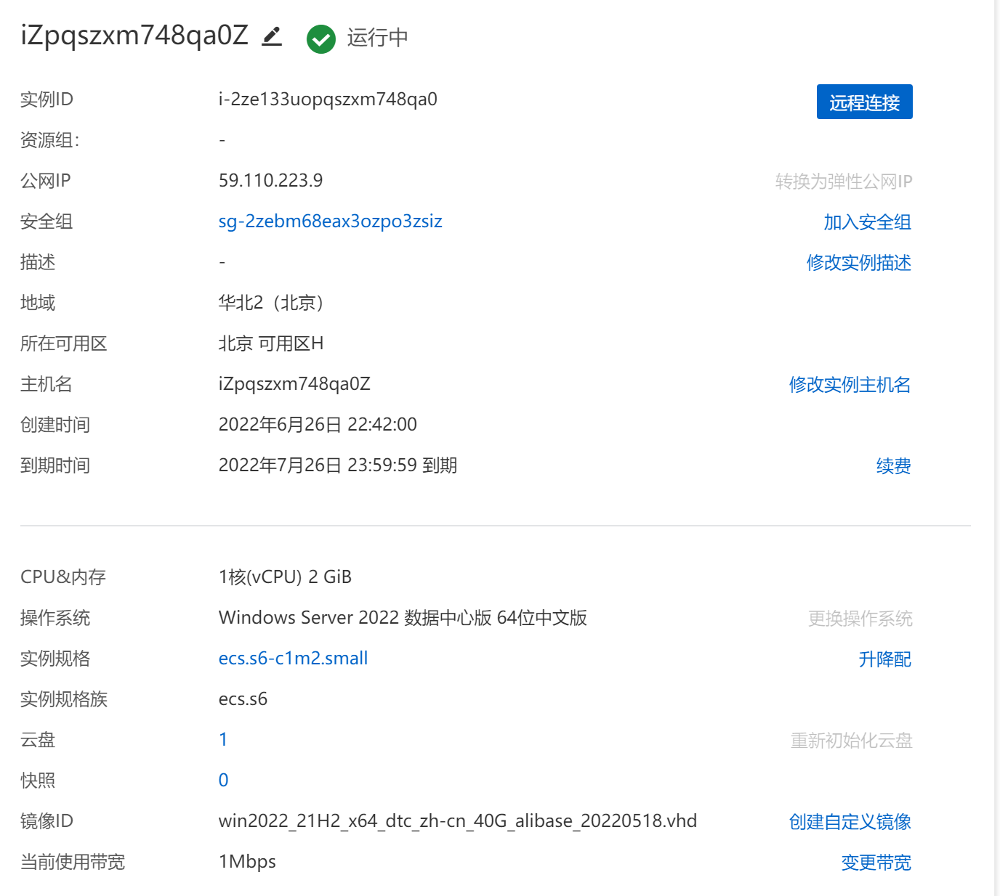 iZpqszxm748qa0Z 运行中
实例ID i-2ze133uopqszxm748qa0 远程连接
资源组: -
公网IP 59.110.223.9 转换为弹性公网IP
安全组 sg-2zebm68eax3ozpo3zsiz 加入安全组
描述 - 修改实例描述
地域 华北2（北京）
所在可用区 北京 可用区H
主机名 iZpqszxm748qa0Z 修改实例主机名
创建时间 2022年6月26日 22:42:00
到期时间 2022年7月26日 23:59:59 到期 续费
CPU&内存 1核(vCPU) 2 GiB
操作系统 Windows Server 2022 数据中心版 64位中文版 更换操作系统
实例规格 ecs.s6-c1m2.small 升降配
实例规格族 ecs.s6
云盘 1 重新初始化云盘
快照 0
镜像ID win2022_21H2_x64_dtc_zh-cn_40G_alibase_20220518.vhd 创建自定义镜像
当前使用带宽 1Mbps 变更带宽